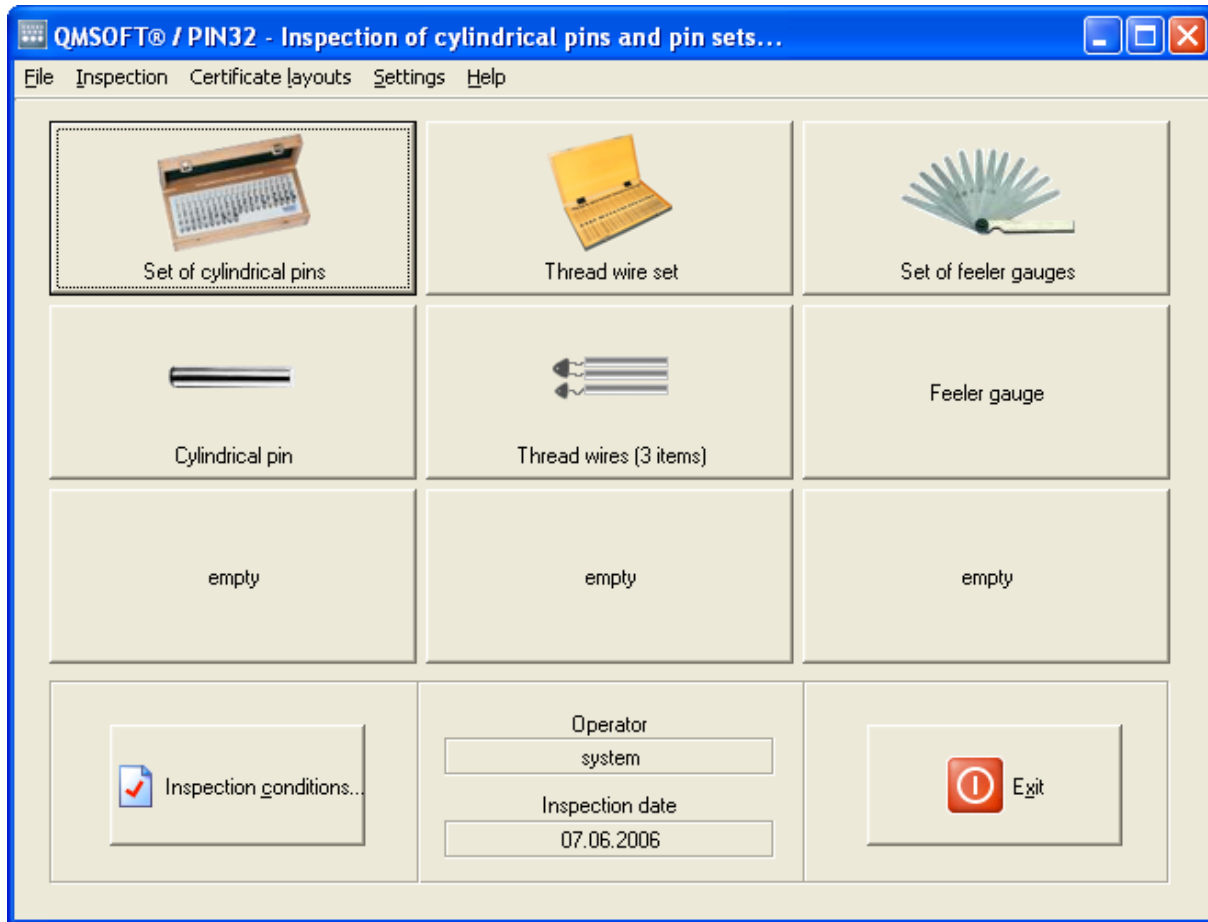 QMSOFT® / PIN32 - Inspection of cylindrical pins and pin sets...
File Inspection Certificate layouts Settings Help
Set of cylindrical pins
Thread wire set
Set of feeler gauges
Cylindrical pin
Thread wires (3 items)
Feeler gauge
empty
empty
empty
Inspection conditions...
Operator
system
Inspection date
07.06.2006
Exit